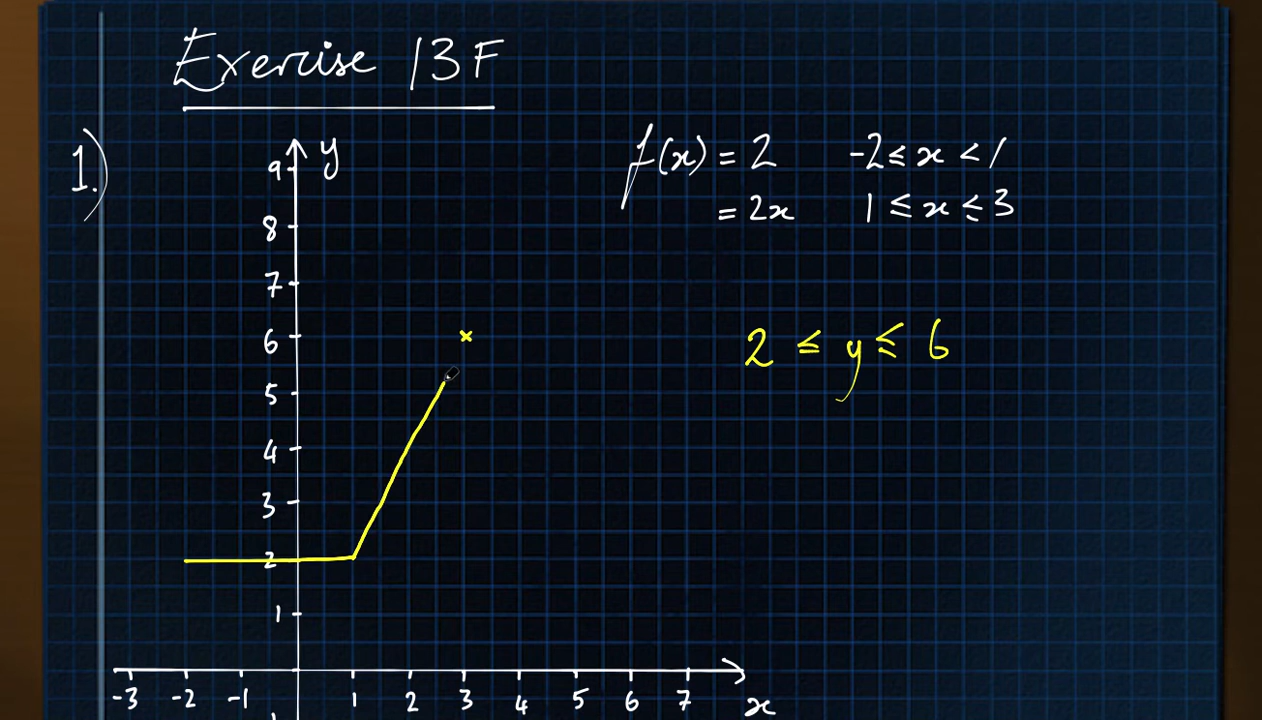 Exercise 13F
1.)
y
9
8
7
6
5
4
3
2
1
-3 -2 -1 1 2 3 4 5 6 7 x
f(x) = 2 -2 ≤ x < 1
= 2x 1 ≤ x ≤ 3
2 ≤ y ≤ 6